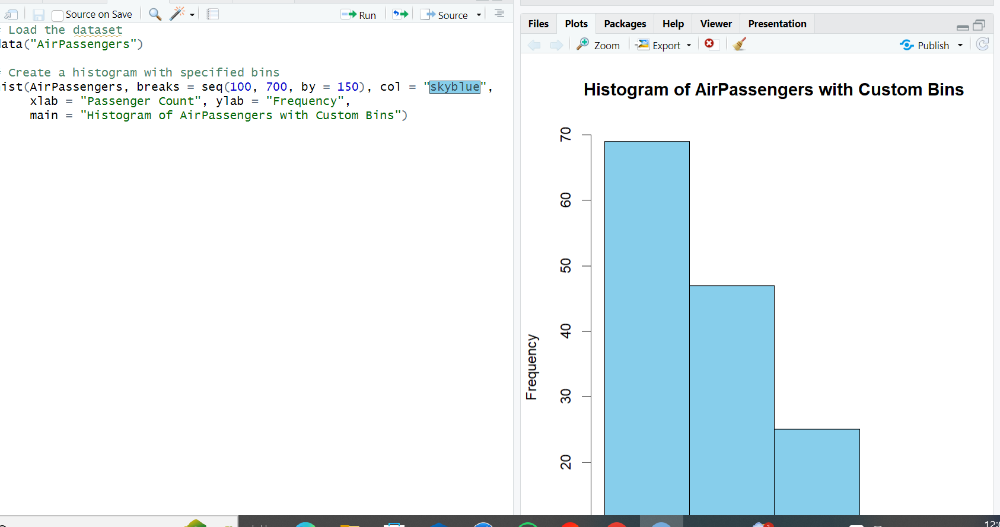 Source on Save
Run
Source
Load the dataset
ata("AirPassengers")
Create a histogram with specified bins
ist(AirPassengers, breaks = seq(100, 700, by = 150), col = "skyblue",
xlab = "Passenger Count", ylab = "Frequency",
main = "Histogram of AirPassengers with Custom Bins")
Files Plots Packages Help Viewer Presentation
Zoom Export Publish
Histogram of AirPassengers with Custom Bins
70
60
50
40
30
20
Frequency
1